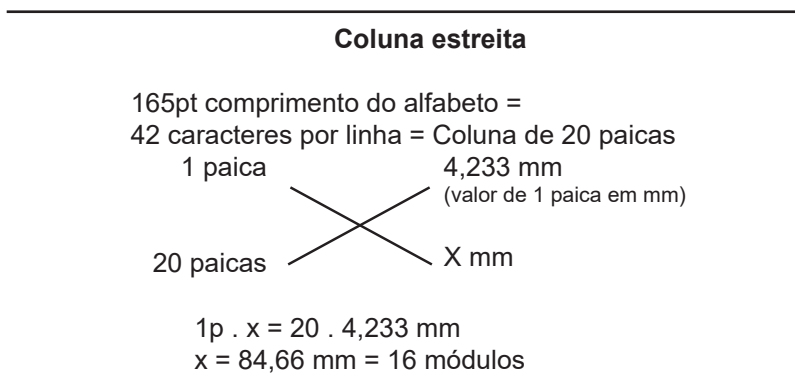 Coluna estreita
165pt comprimento do alfabeto =
42 caracteres por linha = Coluna de 20 paicas
1 paica 4,233 mm
(valor de 1 paica em mm)
20 paicas X mm
1p . x = 20 . 4,233 mm
x = 84,66 mm = 16 módulos